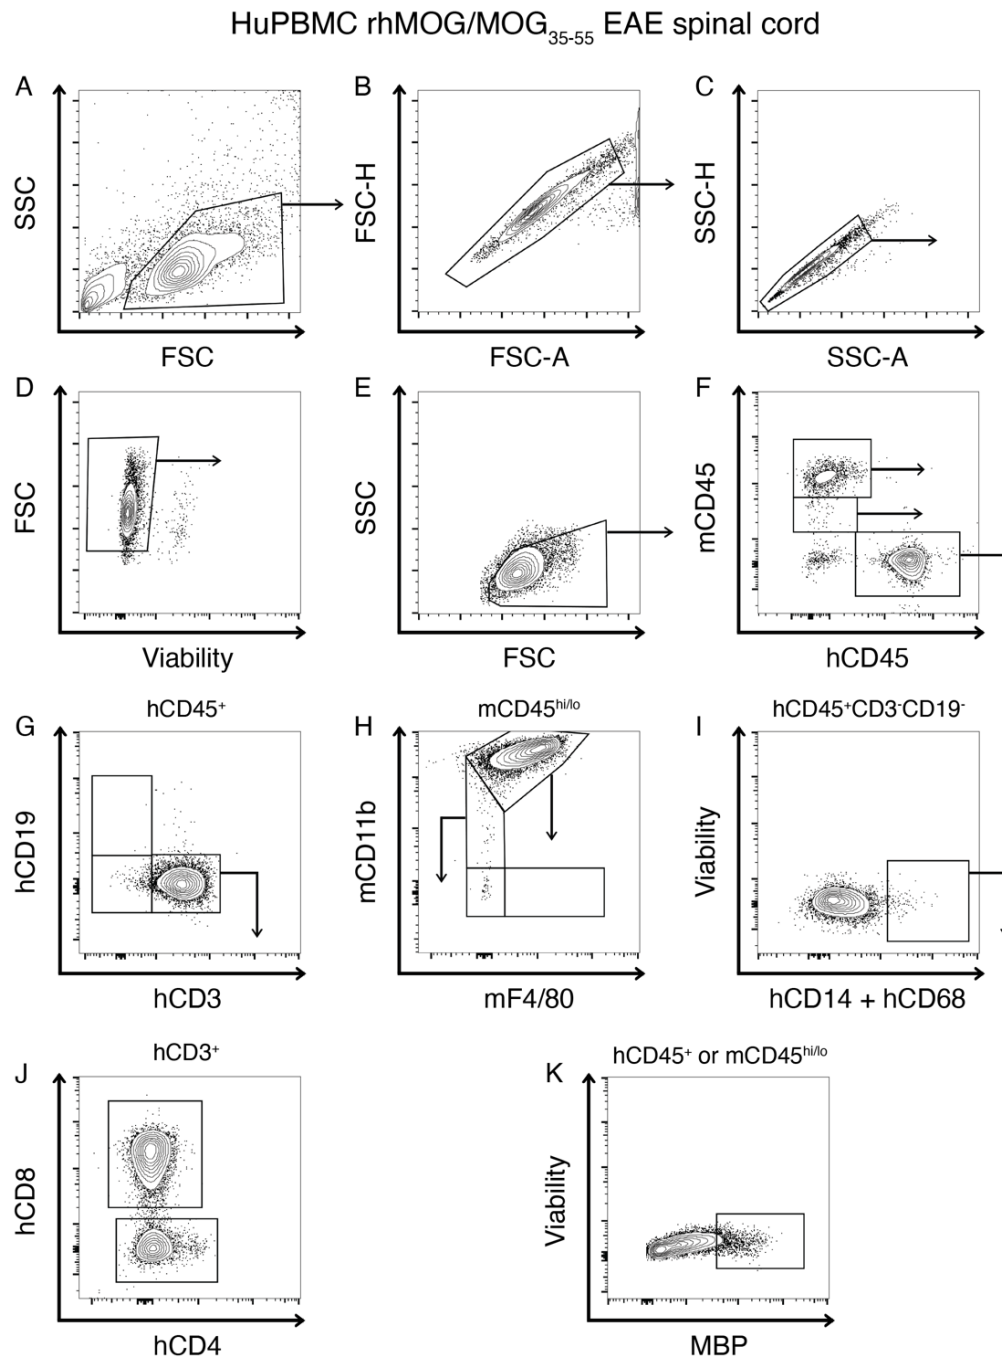 HuPBMC rhMOG/MOG₃₅₋₅₅ EAE spinal cord
A
SSC
FSC
B
FSC-H
FSC-A
C
SSC-H
SSC-A
D
FSC
Viability
E
SSC
FSC
F
mCD45
hCD45
G
hCD45⁺
hCD19
hCD3
H
mCD45ʰⁱ/ˡᵒ
mCD11b
mF4/80
I
hCD45⁺CD3⁻CD19⁻
Viability
hCD14 + hCD68
J
hCD3⁺
hCD8
hCD4
K
hCD45⁺ or mCD45ʰⁱ/ˡᵒ
Viability
MBP